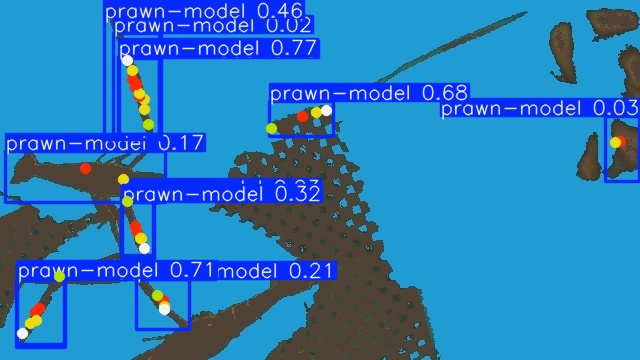 prawn-model 0.46
prawn-model 0.02
prawn-model 0.77
prawn-model 0.68
prawn-model 0.03
prawn-model 0.17
prawn-model 0.32
prawn-model 0.71
model 0.21